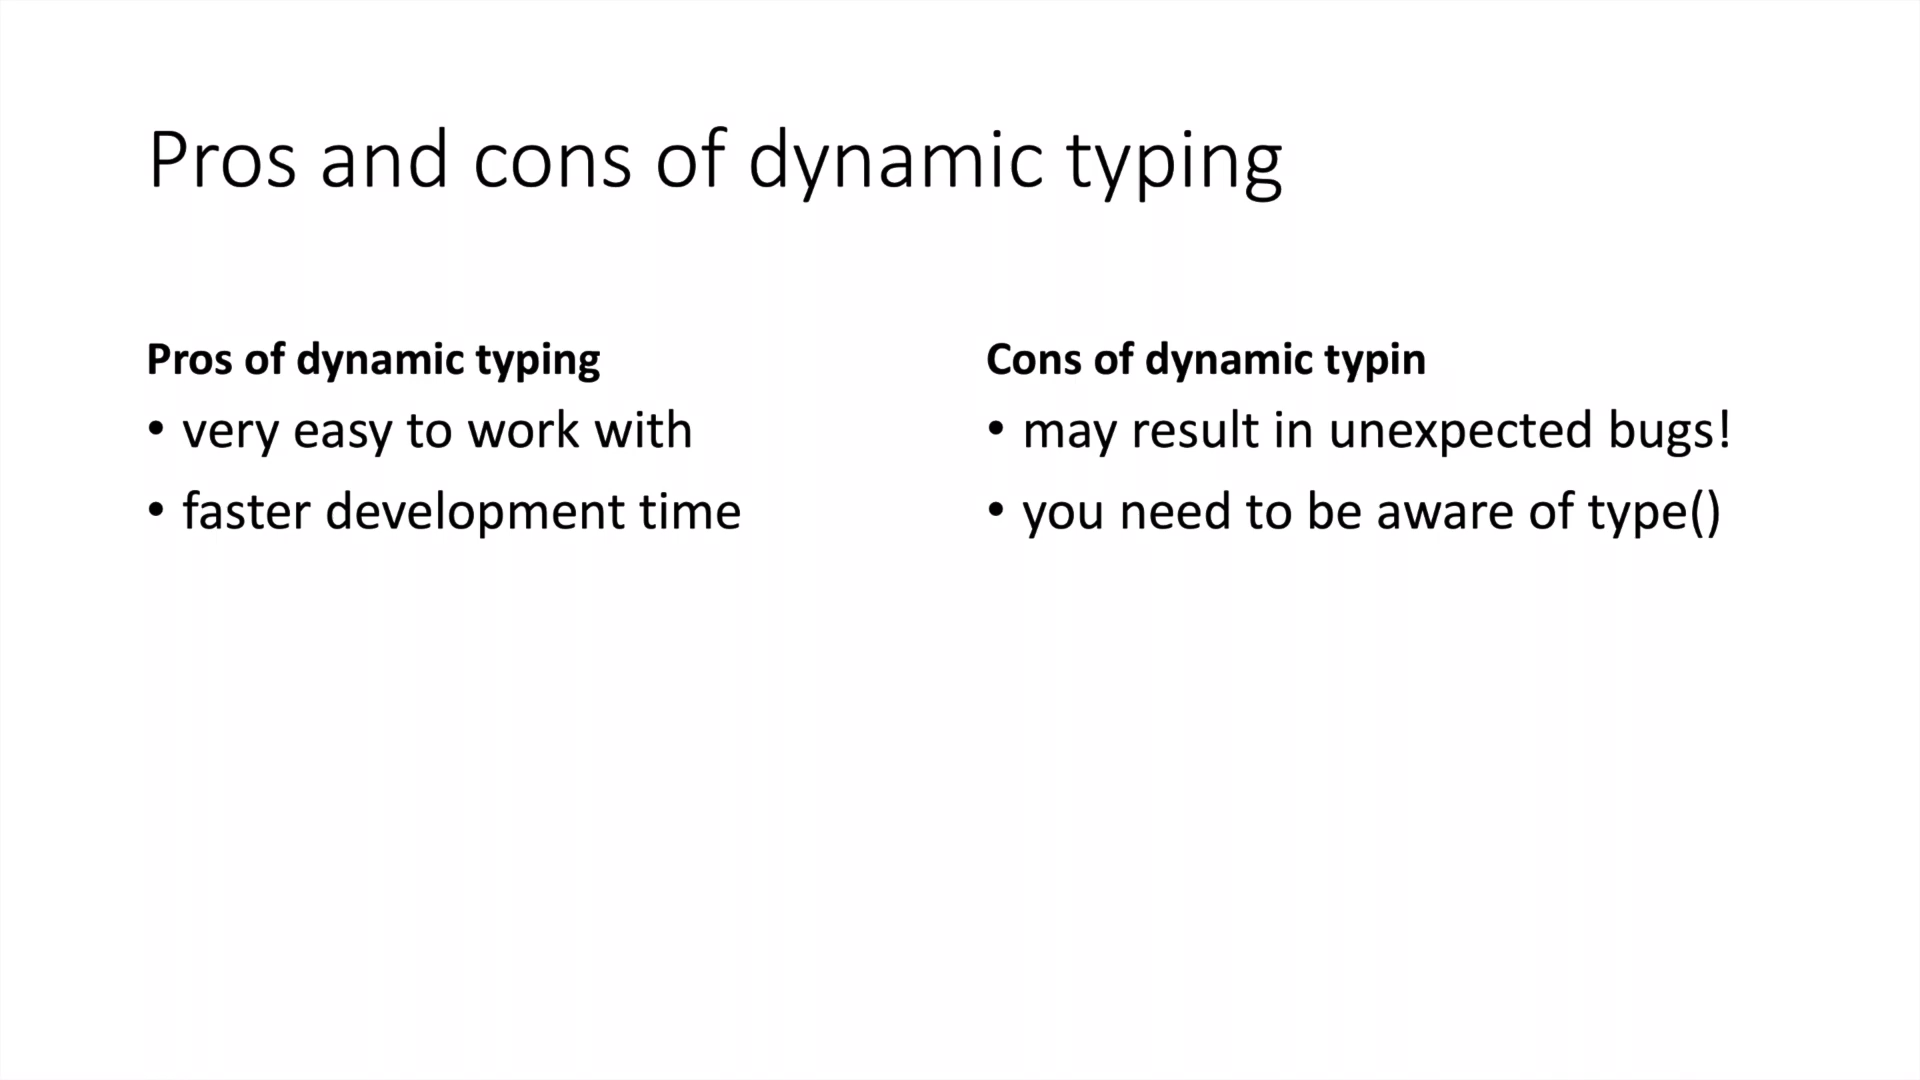 Pros and cons of dynamic typing
Pros of dynamic typing
• very easy to work with
• faster development time
Cons of dynamic typin
• may result in unexpected bugs!
• you need to be aware of type()